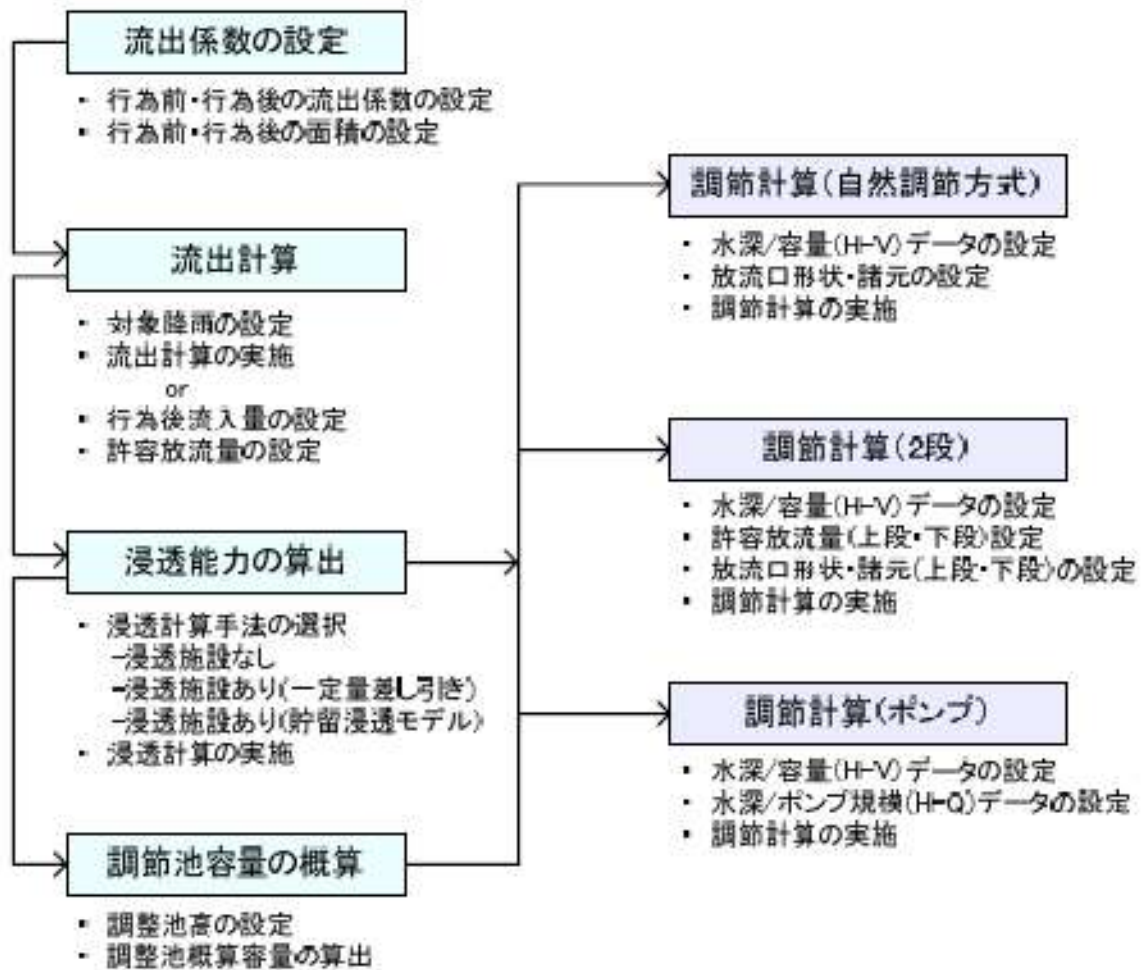 流出係数の設定
・ 行為前・行為後の流出係数の設定
・ 行為前・行為後の面積の設定
流出計算
・ 対象降雨の設定
・ 流出計算の実施
or
・ 行為後流入量の設定
・ 許容放流量の設定
浸透能力の算出
・ 浸透計算手法の選択
-浸透施設なし
-浸透施設あり(一定量差し引き)
-浸透施設あり(貯留浸透モデル)
・ 浸透計算の実施
調節池容量の概算
・ 調整池高の設定
・ 調整池概算容量の算出
調節計算(自然調節方式)
・ 水深/容量(H-V)データの設定
・ 放流口形状・諸元の設定
・ 調節計算の実施
調節計算(2段)
・ 水深/容量(H-V)データの設定
・ 許容放流量(上段・下段)設定
・ 放流口形状・諸元(上段・下段)の設定
・ 調節計算の実施
調節計算(ポンプ)
・ 水深/容量(H-V)データの設定
・ 水深/ポンプ規模(H-Q)データの設定
・ 調節計算の実施